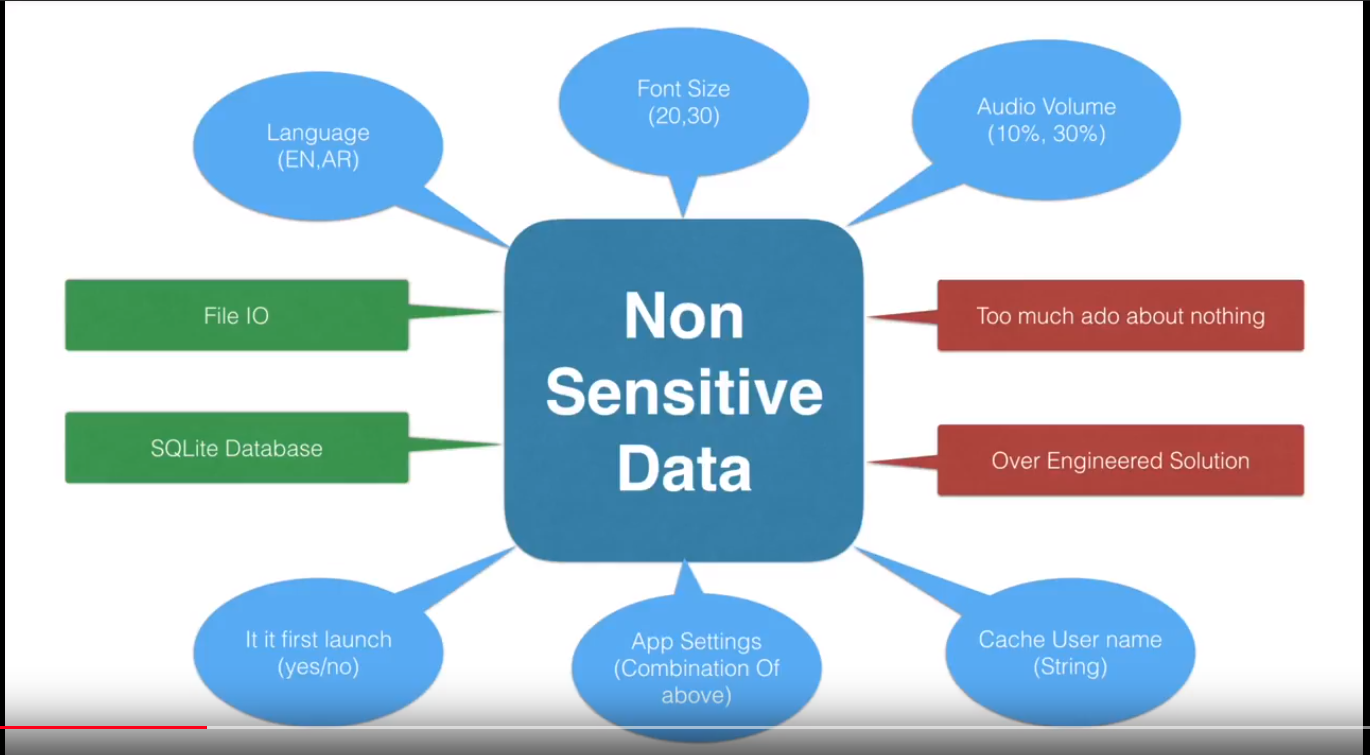 Font Size
(20,30)
Language
(EN,AR)
Audio Volume
(10%, 30%)
File IO
Non
Sensitive
Data
Too much ado about nothing
SQLite Database
Over Engineered Solution
It it first launch
(yes/no)
App Settings
(Combination Of
above)
Cache User name
(String)